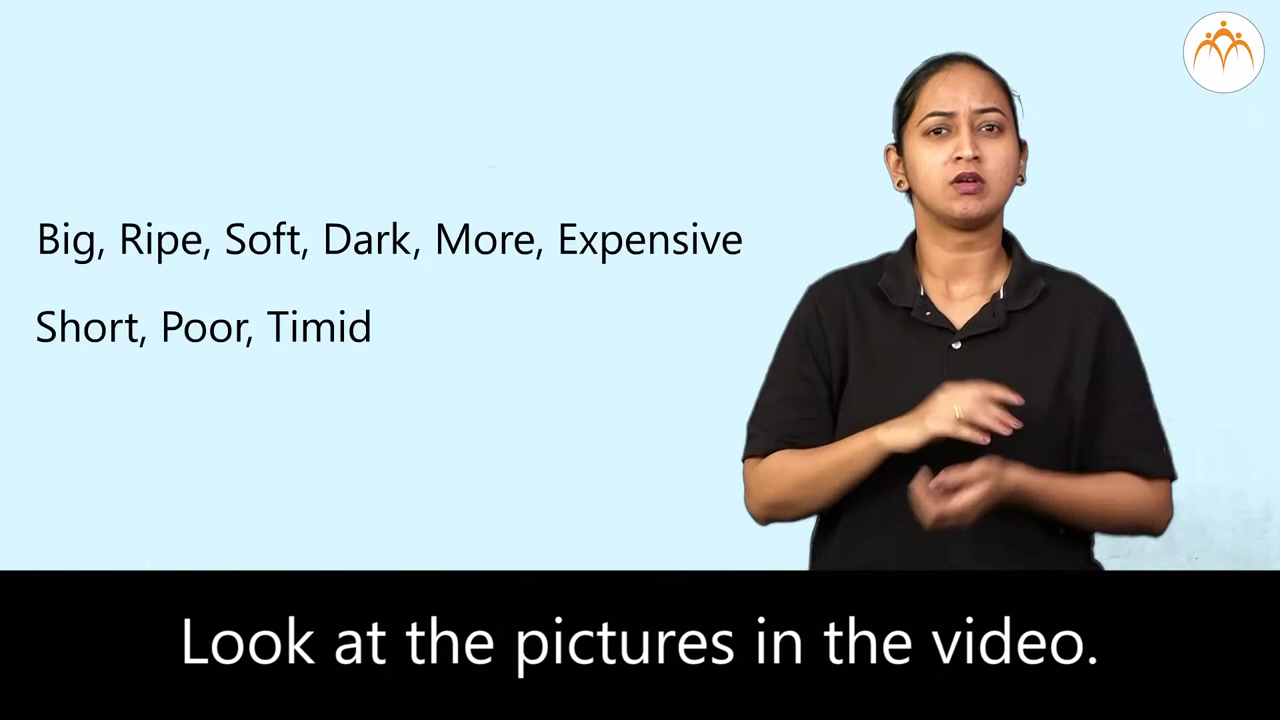 Big, Ripe, Soft, Dark, More, Expensive
Short, Poor, Timid
Look at the pictures in the video.